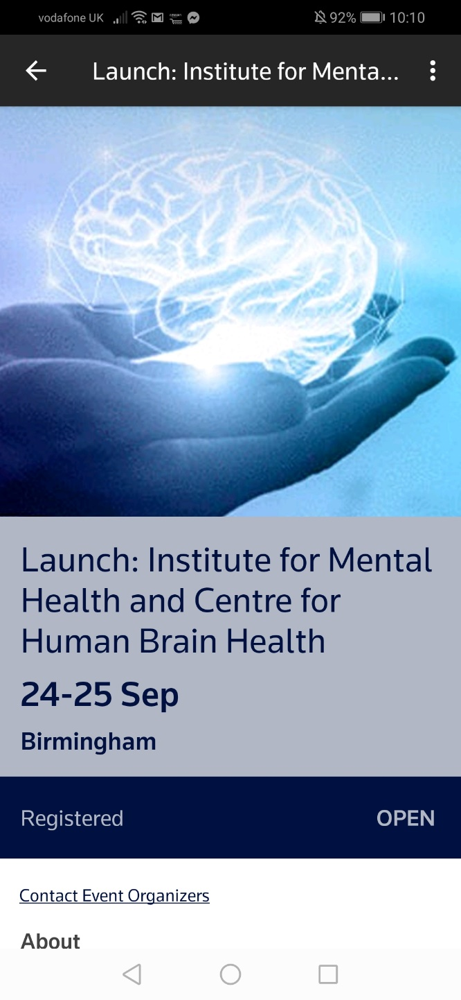 vodafone UK 92% 10:10
Launch: Institute for Menta...
Launch: Institute for Mental
Health and Centre for
Human Brain Health
24-25 Sep
Birmingham
Registered OPEN
Contact Event Organizers
About